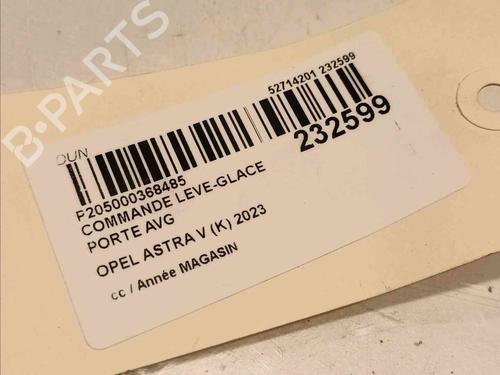 B-PARTS
52714201 232599
DUN
232599
F205000368485
COMMANDE LEVE-GLACE
PORTE AVG
OPEL ASTRA V (K) 2023
cc / Année MAGASIN